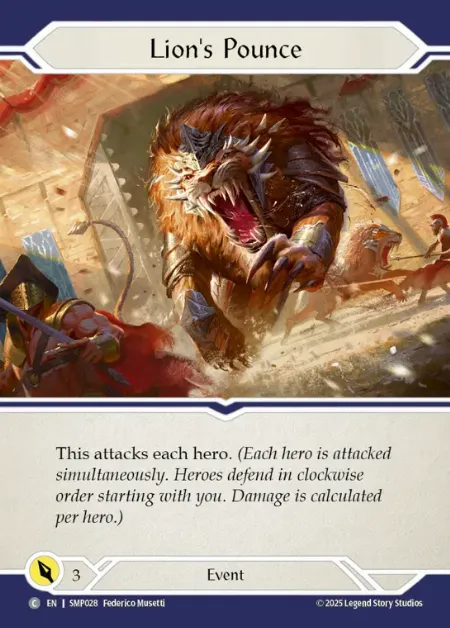 Lion's Pounce
This attacks each hero. (Each hero is attacked
simultaneously. Heroes defend in clockwise
order starting with you. Damage is calculated
per hero.)
3
Event
C EN | SMP028 Federico Musetti
© 2025 Legend Story Studios